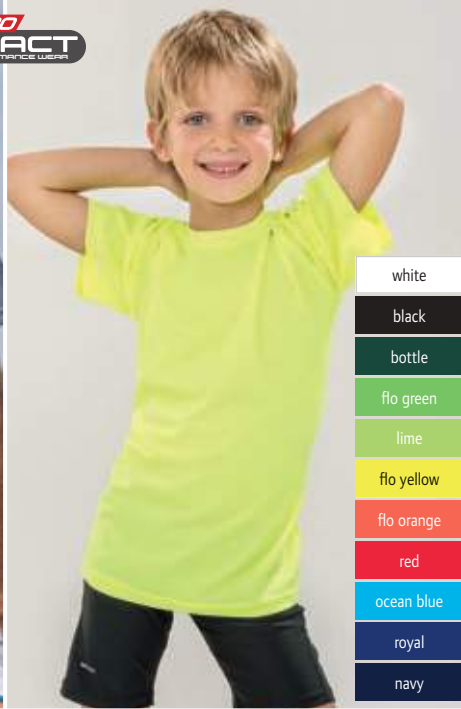 ACT
white
black
bottle
flo green
lime
flo yellow
flo orange
red
ocean blue
royal
navy